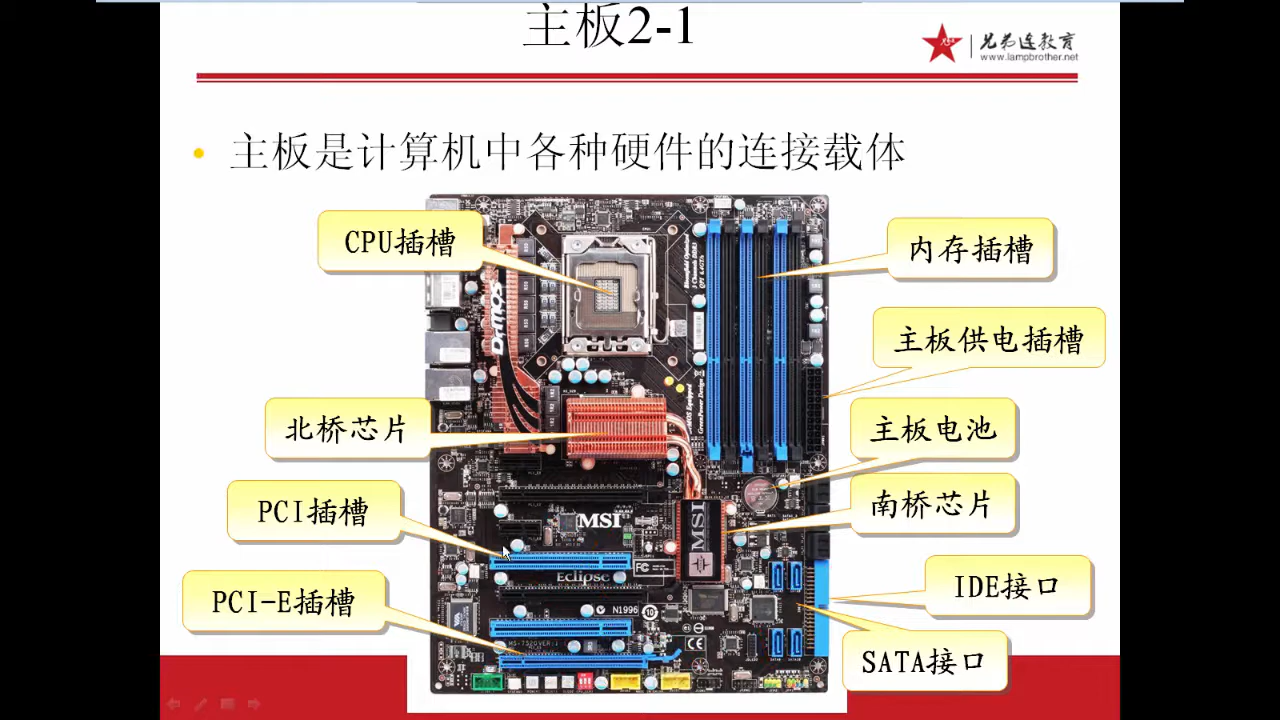 主板2-1
兄弟连教育
www.lampbrother.net
主板是计算机中各种硬件的连接载体
CPU插槽
内存插槽
主板供电插槽
DrMOS
北桥芯片
主板电池
PCI插槽
南桥芯片
MSI
MSI
FC
Eclipse
IDE接口
PCI-E插槽
N1996
CE
SATA接口